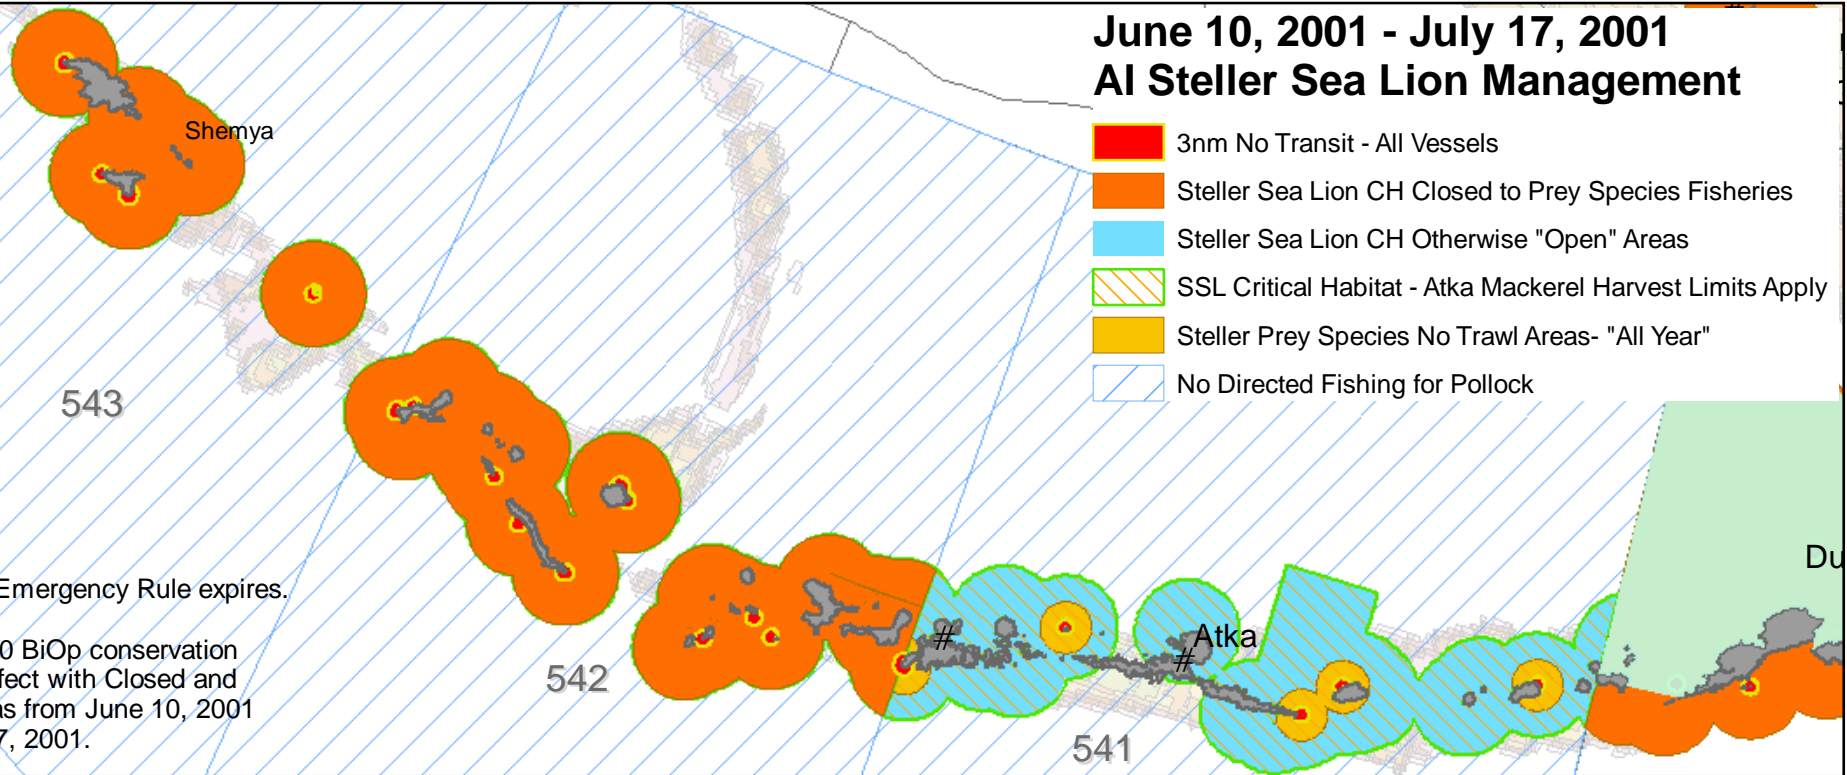 June 10, 2001 - July 17, 2001
AI Steller Sea Lion Management
3nm No Transit - All Vessels
Steller Sea Lion CH Closed to Prey Species Fisheries
Steller Sea Lion CH Otherwise "Open" Areas
SSL Critical Habitat - Atka Mackerel Harvest Limits Apply
Steller Prey Species No Trawl Areas- "All Year"
No Directed Fishing for Pollock
#
Shemya
543
Du
Emergency Rule expires.
0 BiOp conservation
fect with Closed and
as from June 10, 2001
7, 2001.
542
#
Atka
#
541